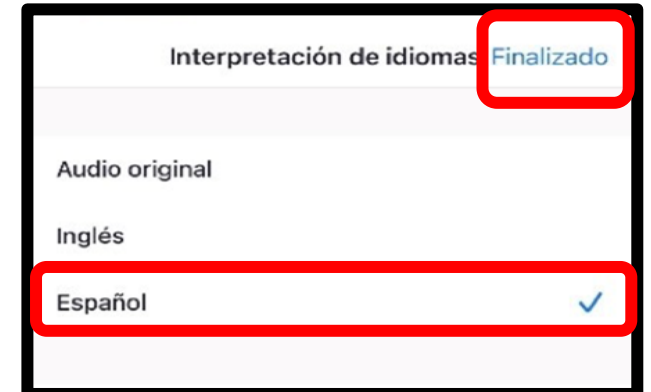 Interpretación de idiomas Finalizado
Audio original
Inglés
Español